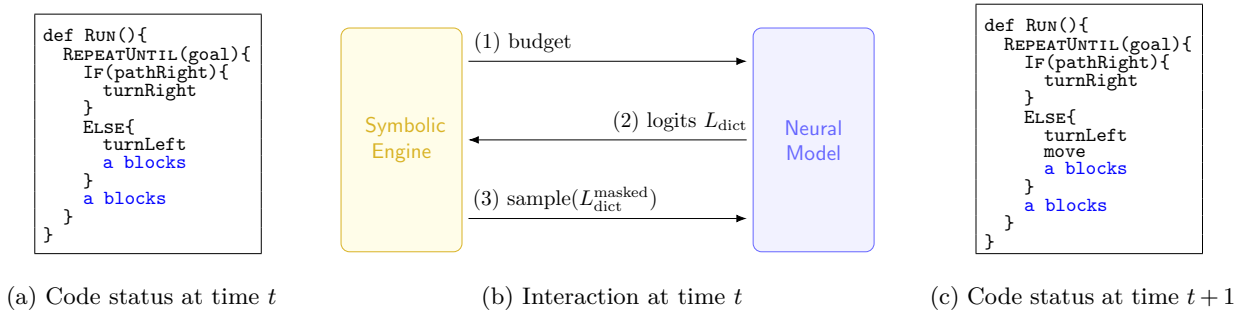 def RUN(){
REPEATUNTIL(goal){
IF(pathRight){
turnRight
}
ELSE{
turnLeft
a blocks
}
a blocks
}
}
(a) Code status at time t
Symbolic
Engine
(1) budget
(2) logits L_dict
(3) sample(L_dict^masked)
Neural
Model
(b) Interaction at time t
def RUN(){
REPEATUNTIL(goal){
IF(pathRight){
turnRight
}
ELSE{
turnLeft
move
a blocks
}
a blocks
}
}
(c) Code status at time t + 1